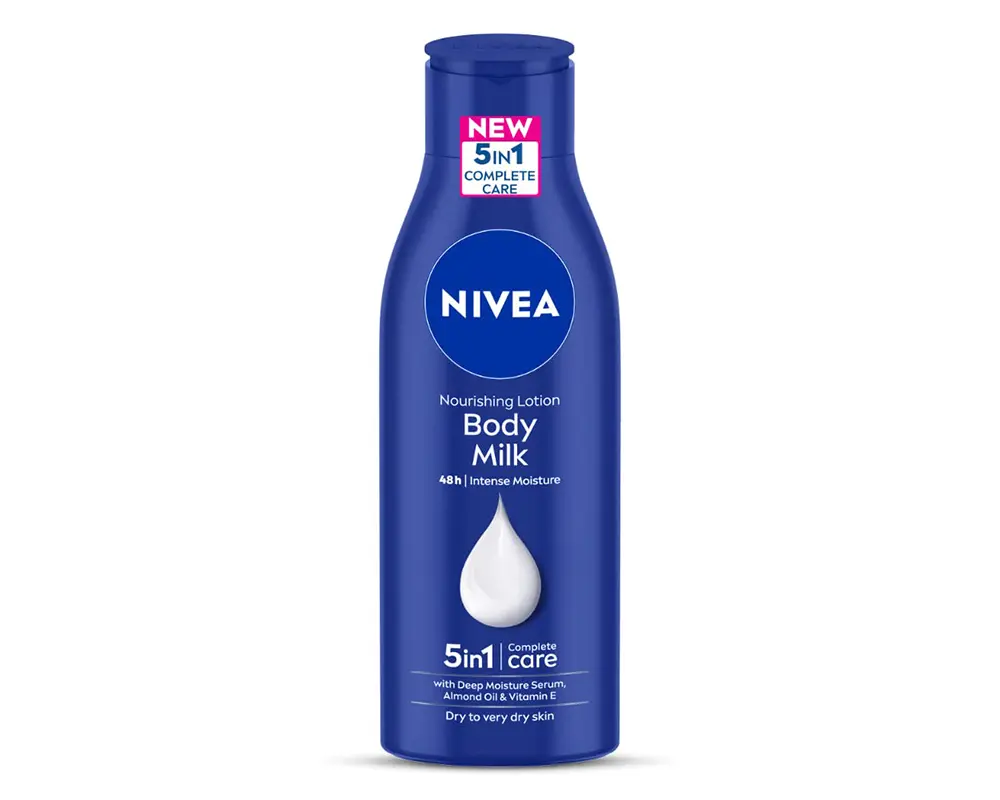 NEW
5IN1
COMPLETE
CARE
NIVEA
Nourishing Lotion
Body
Milk
48h | Intense Moisture
5in1 | Complete
care
with Deep Moisture Serum,
Almond Oil & Vitamin E
Dry to very dry skin